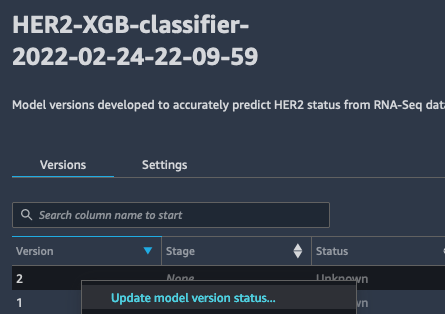 HER2-XGB-classifier-
2022-02-24-22-09-59
Model versions developed to accurately predict HER2 status from RNA-Seq dat
Versions Settings
Search column name to start
Version Stage Status
2 None Unknown
Update model version status...
1